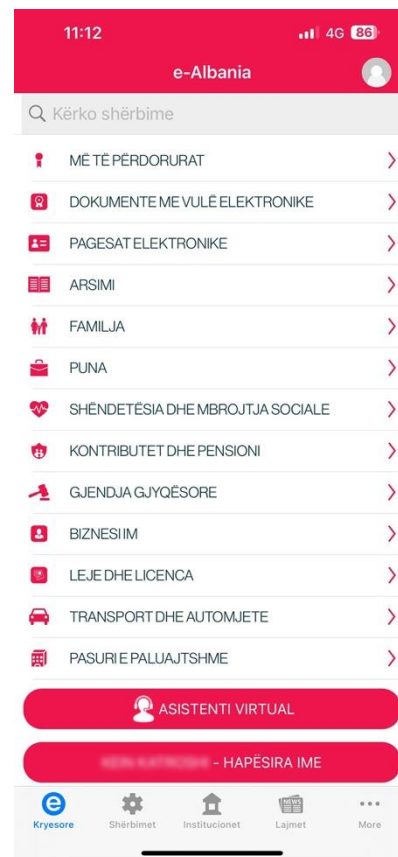 11:12
4G 86
e-Albania
Kërko shërbime
MË TË PËRDORURAT
DOKUMENTE ME VULË ELEKTRONIKE
PAGESAT ELEKTRONIKE
ARSIMI
FAMILJA
PUNA
SHËNDETËSIA DHE MBROJTJA SOCIALE
KONTRIBUTET DHE PENSIONI
GJENDJA GJYQËSORE
BIZNESI IM
LEJE DHE LICENCA
TRANSPORT DHE AUTOMJETE
PASURI E PALUAJTSHME
ASISTENTI VIRTUAL
- HAPËSIRA IME
Kryesore Shërbimet Institucionet Lajmet More